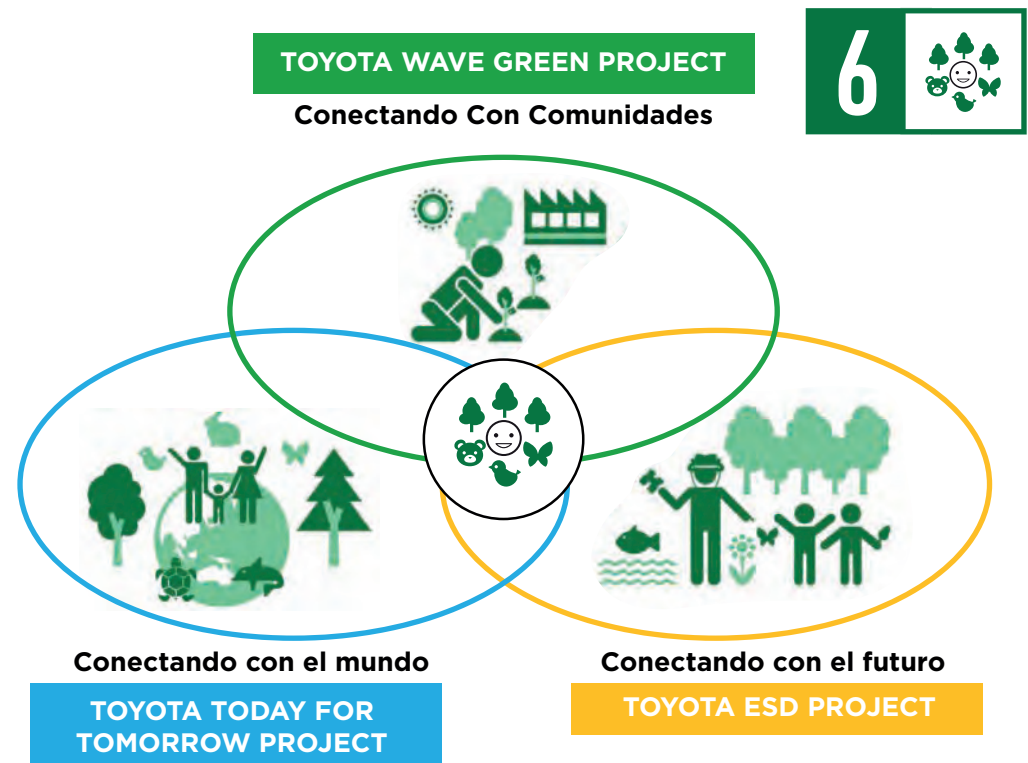 TOYOTA WAVE GREEN PROJECT
Conectando Con Comunidades
6
Conectando con el mundo
TOYOTA TODAY FOR
TOMORROW PROJECT
Conectando con el futuro
TOYOTA ESD PROJECT